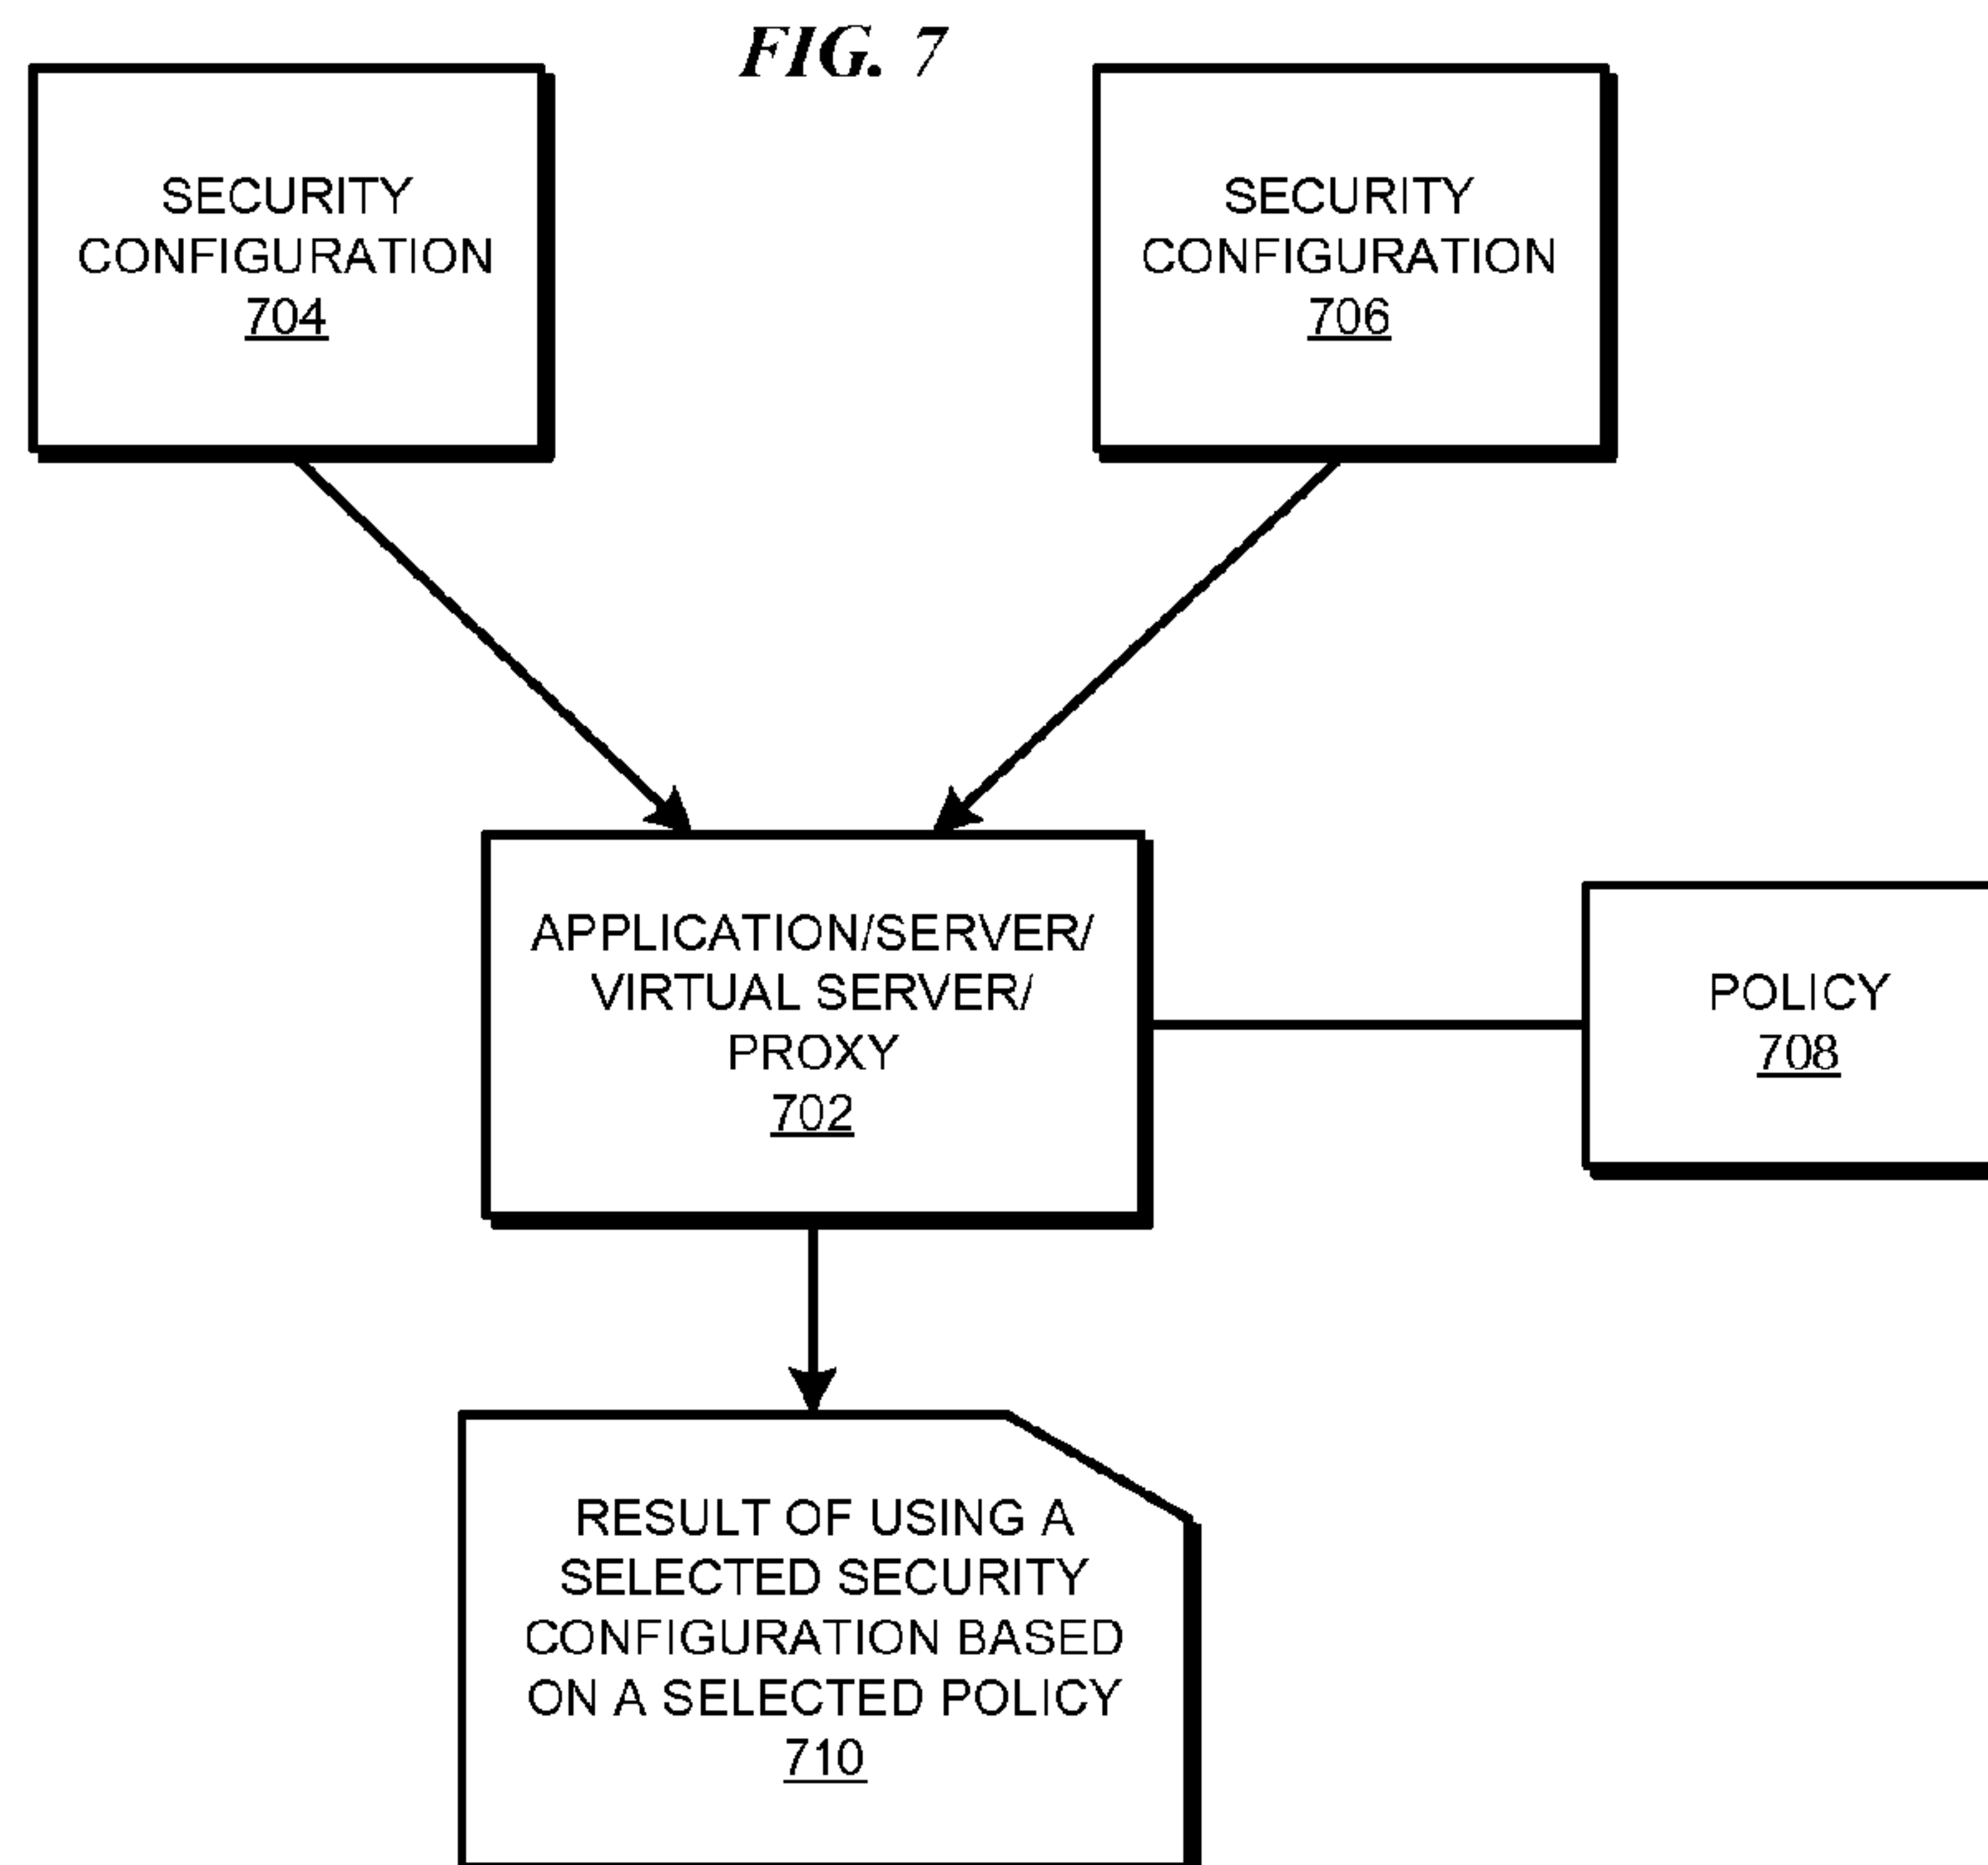 FIG. 7
SECURITY
CONFIGURATION
704
SECURITY
CONFIGURATION
706
APPLICATION/SERVER/
VIRTUAL SERVER/
PROXY
702
POLICY
708
RESULT OF USING A
SELECTED SECURITY
CONFIGURATION BASED
ON A SELECTED POLICY
710